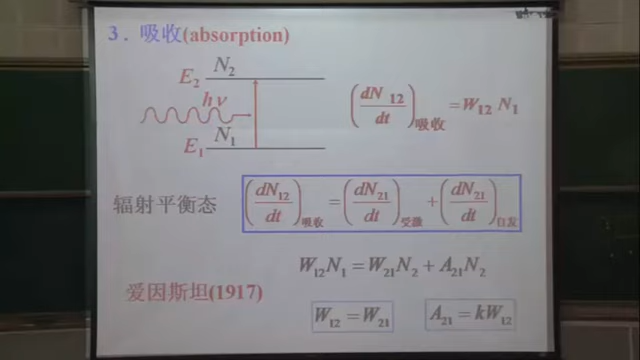 3. 吸收(absorption)
E₂ N₂
hν
E₁ N₁
(dN₁₂/dt)吸收 = W₁₂ N₁
辐射平衡态 (dN₁₂/dt)吸收 = (dN₂₁/dt)受激 + (dN₂₁/dt)自发
W₁₂N₁ = W₂₁N₂ + A₂₁N₂
爱因斯坦(1917)
W₁₂ = W₂₁ A₂₁ = kW₁₂